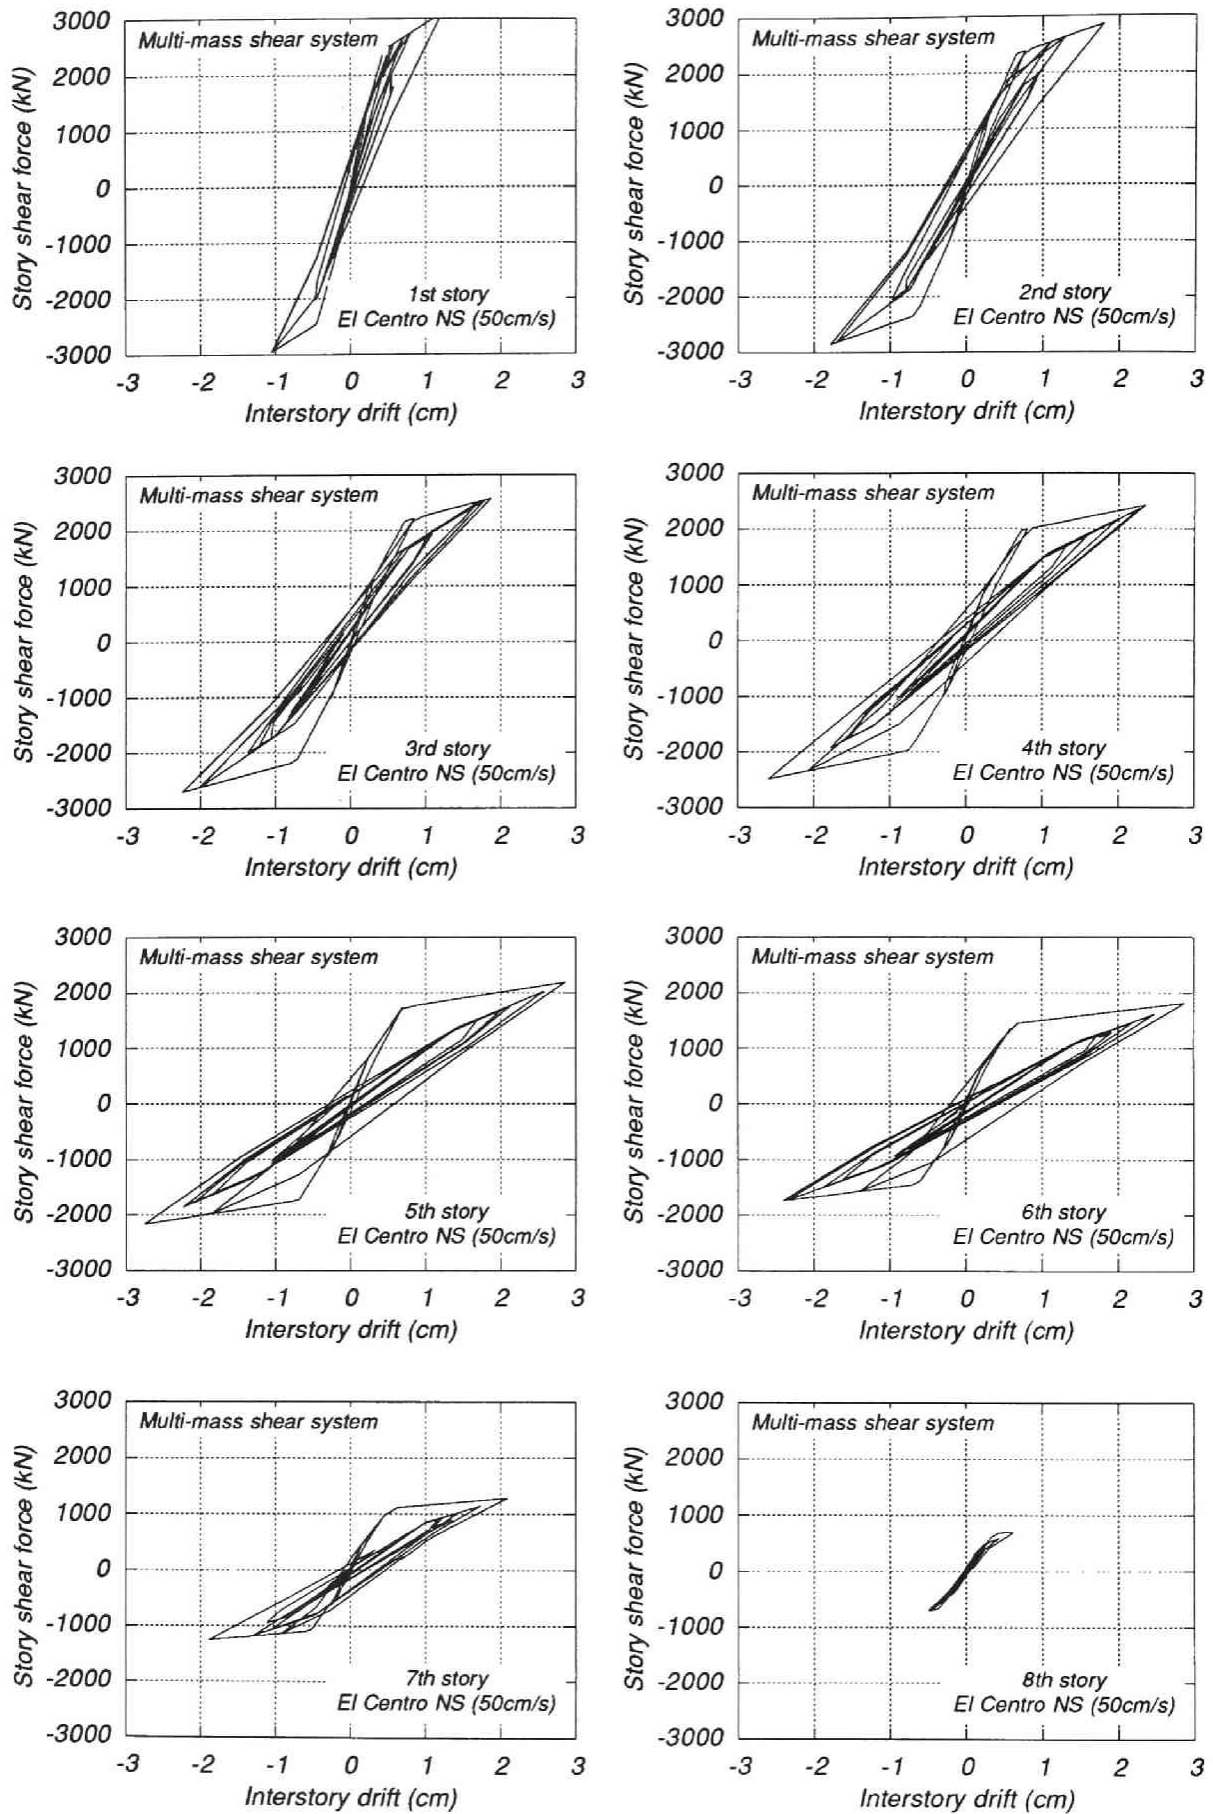 3000
2000
1000
0
-1000
-2000
-3000
Story shear force (kN)
Multi-mass shear system
1st story
El Centro NS (50cm/s)
-3 -2 -1 0 1 2 3
Interstory drift (cm)
3000
2000
1000
0
-1000
-2000
-3000
Story shear force (kN)
Multi-mass shear system
2nd story
El Centro NS (50cm/s)
-3 -2 -1 0 1 2 3
Interstory drift (cm)
3000
2000
1000
0
-1000
-2000
-3000
Story shear force (kN)
Multi-mass shear system
3rd story
El Centro NS (50cm/s)
-3 -2 -1 0 1 2 3
Interstory drift (cm)
3000
2000
1000
0
-1000
-2000
-3000
Story shear force (kN)
Multi-mass shear system
4th story
El Centro NS (50cm/s)
-3 -2 -1 0 1 2 3
Interstory drift (cm)
3000
2000
1000
0
-1000
-2000
-3000
Story shear force (kN)
Multi-mass shear system
5th story
El Centro NS (50cm/s)
-3 -2 -1 0 1 2 3
Interstory drift (cm)
3000
2000
1000
0
-1000
-2000
-3000
Story shear force (kN)
Multi-mass shear system
6th story
El Centro NS (50cm/s)
-3 -2 -1 0 1 2 3
Interstory drift (cm)
3000
2000
1000
0
-1000
-2000
-3000
Story shear force (kN)
Multi-mass shear system
7th story
El Centro NS (50cm/s)
-3 -2 -1 0 1 2 3
Interstory drift (cm)
3000
2000
1000
0
-1000
-2000
-3000
Story shear force (kN)
Multi-mass shear system
8th story
El Centro NS (50cm/s)
-3 -2 -1 0 1 2 3
Interstory drift (cm)